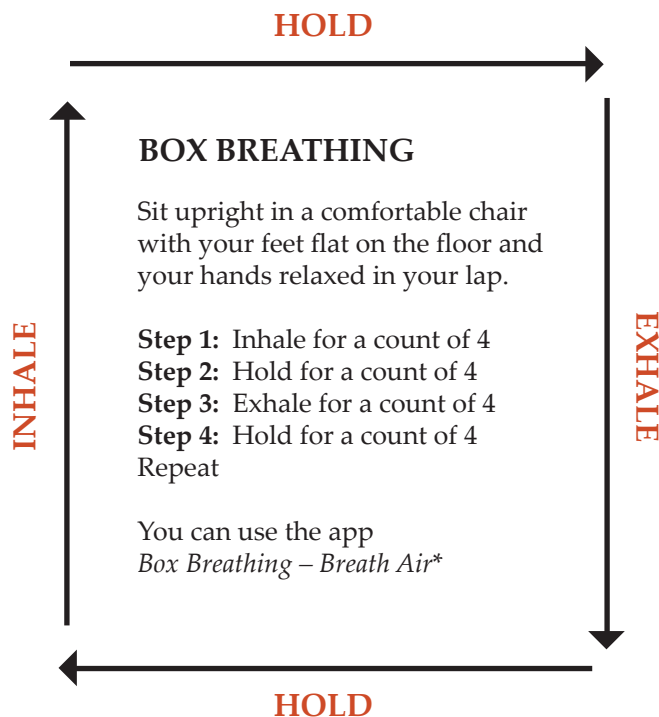 HOLD
BOX BREATHING
Sit upright in a comfortable chair
with your feet flat on the floor and
your hands relaxed in your lap.
INHALE
Step 1: Inhale for a count of 4
Step 2: Hold for a count of 4
Step 3: Exhale for a count of 4
Step 4: Hold for a count of 4
Repeat
EXHALE
You can use the app
Box Breathing – Breath Air*
HOLD